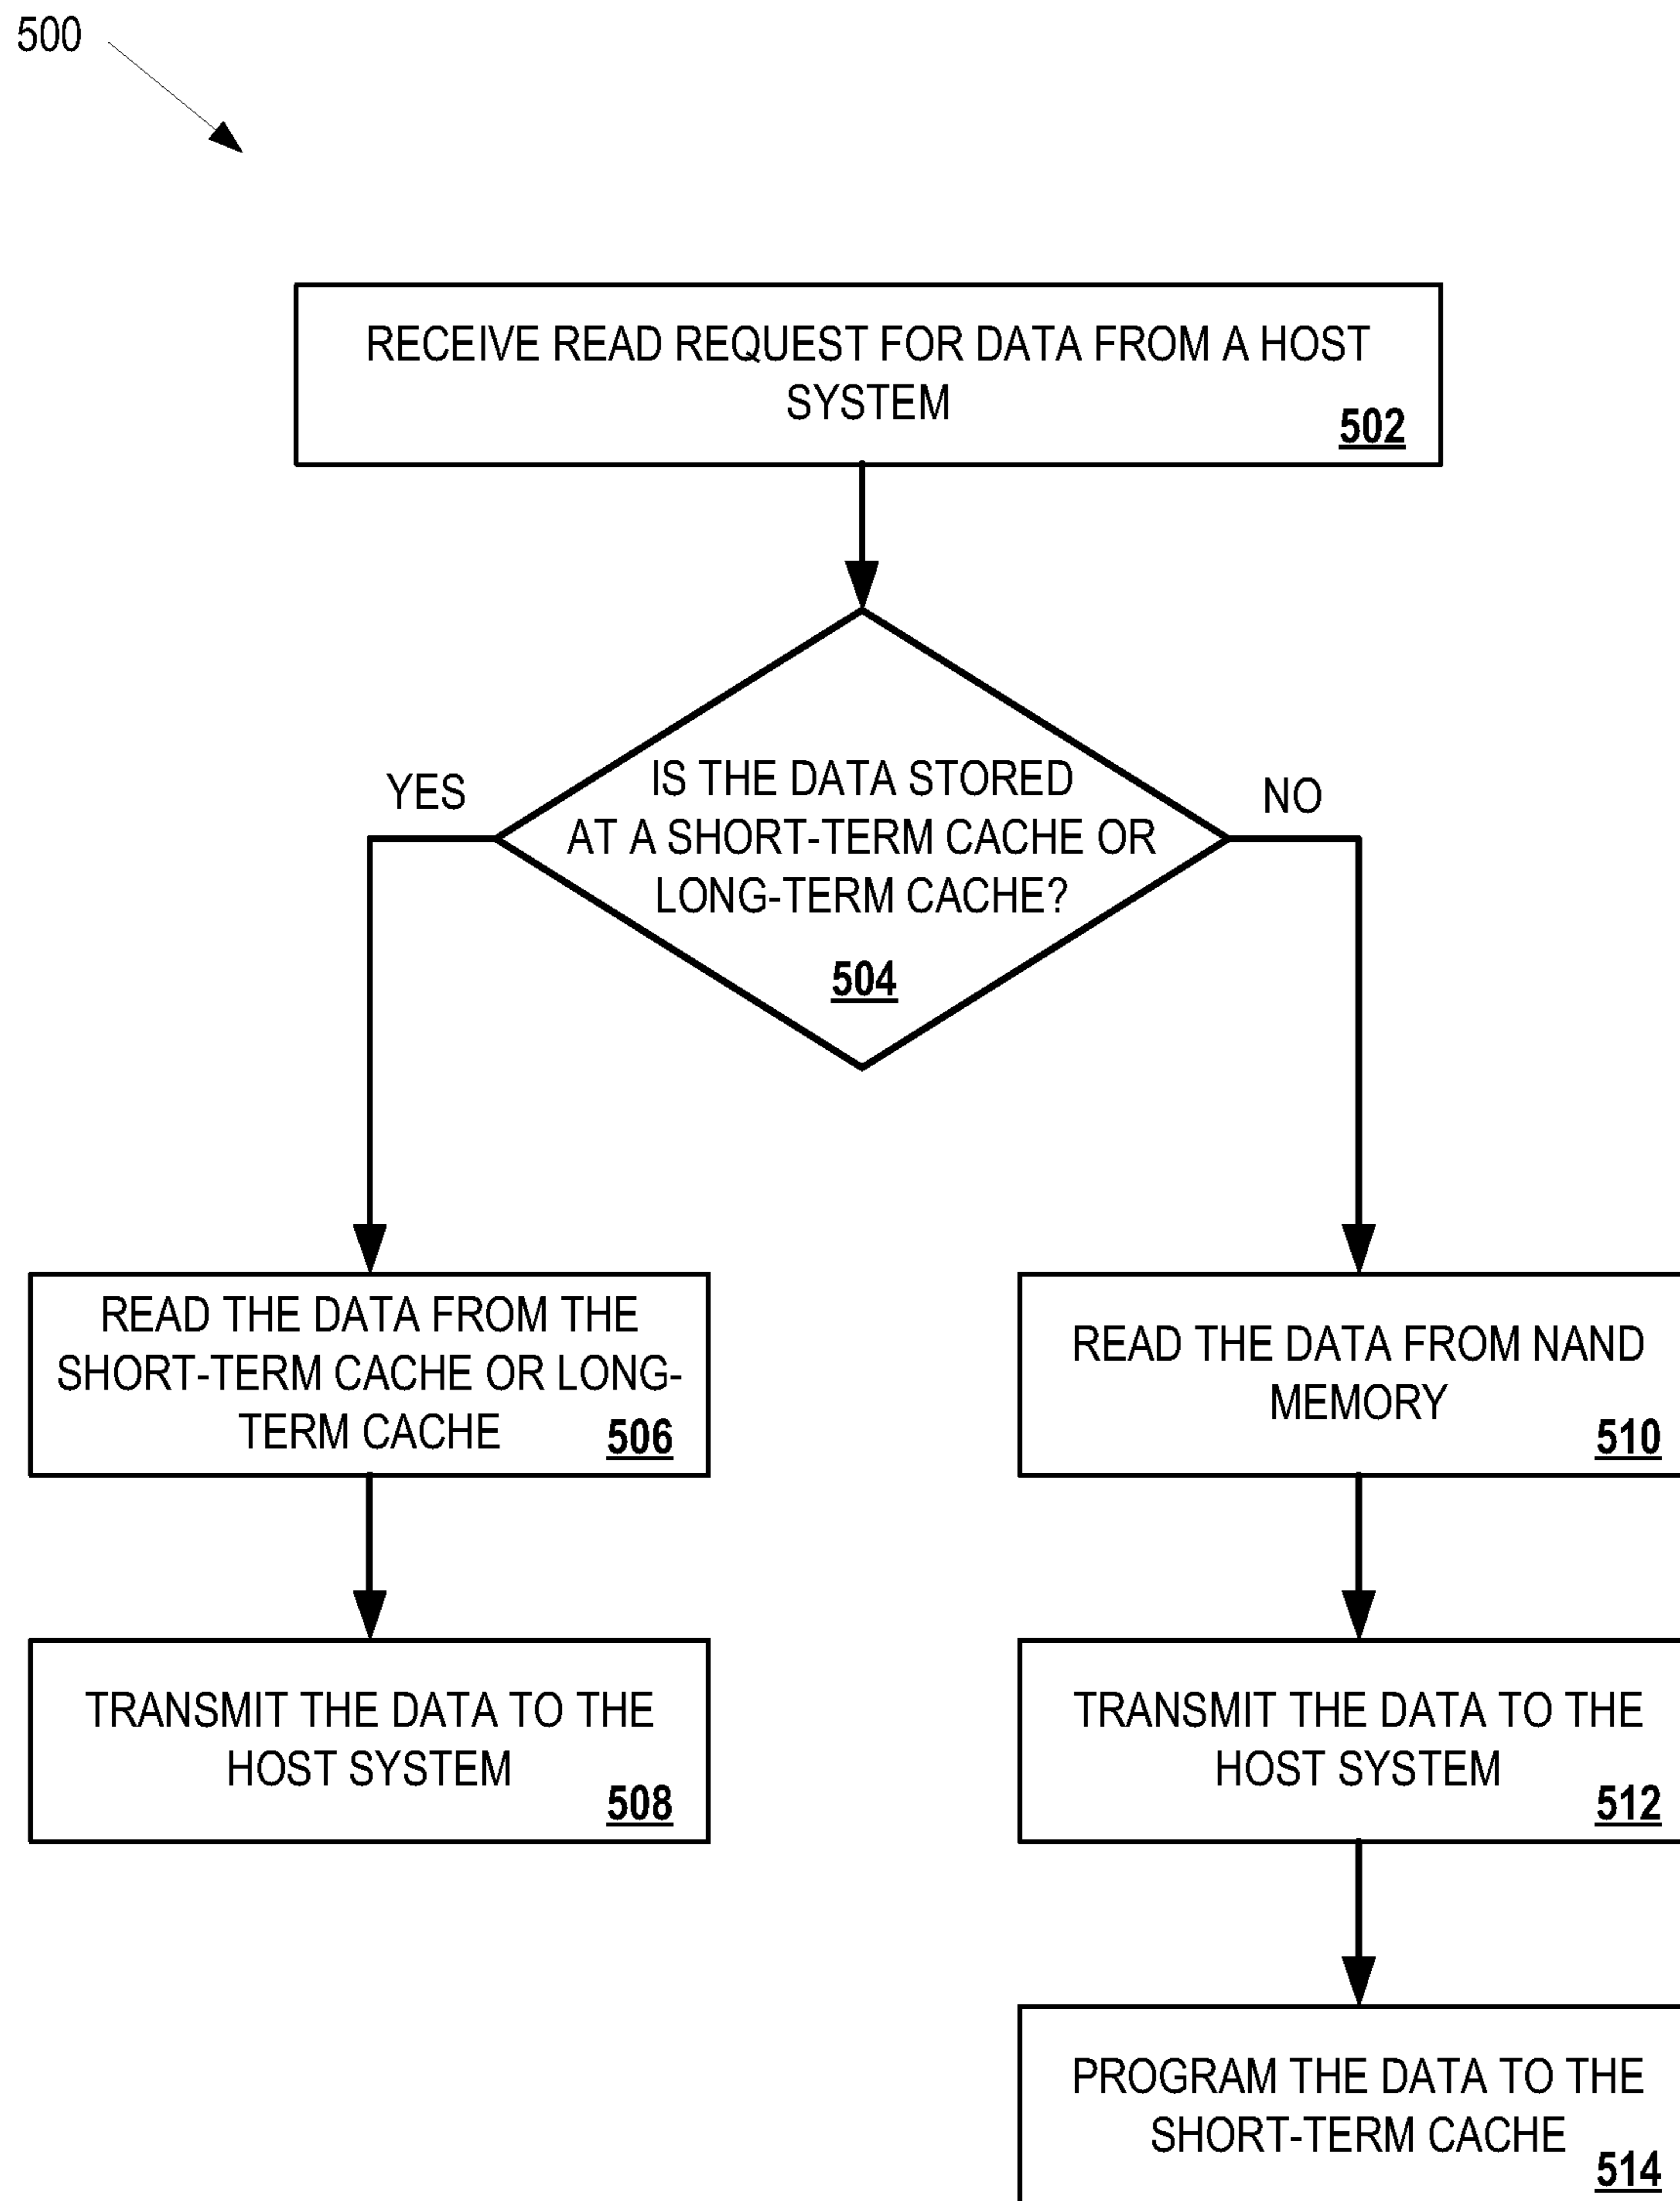 500
RECEIVE READ REQUEST FOR DATA FROM A HOST
SYSTEM
502
YES
IS THE DATA STORED
AT A SHORT-TERM CACHE OR
LONG-TERM CACHE?
504
NO
READ THE DATA FROM THE
SHORT-TERM CACHE OR LONG-
TERM CACHE
506
READ THE DATA FROM NAND
MEMORY
510
TRANSMIT THE DATA TO THE
HOST SYSTEM
508
TRANSMIT THE DATA TO THE
HOST SYSTEM
512
PROGRAM THE DATA TO THE
SHORT-TERM CACHE
514